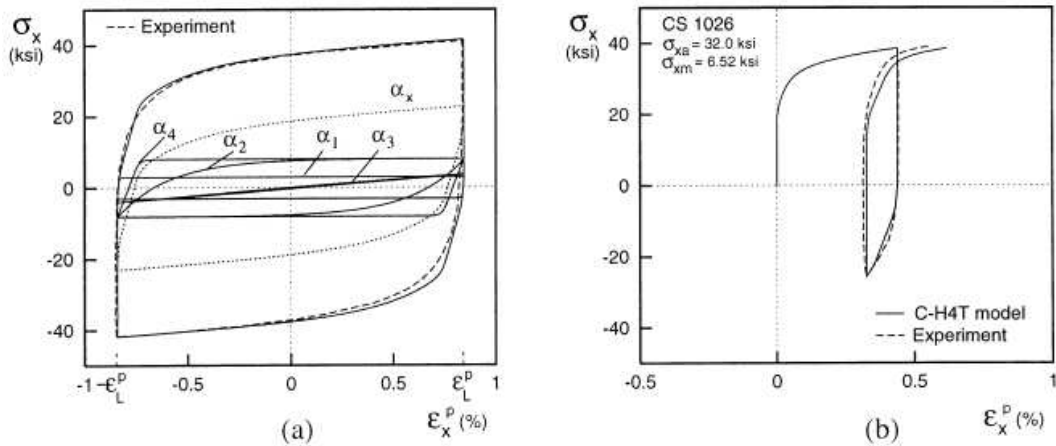 σx
(ksi)
40
20
0
-20
-40
---- Experiment
αx
α4
α2
α1
α3
-1
-ϵLp
0
0.5
ϵLp
1
εxp (%)
(a)
σx
(ksi)
40
20
0
-20
-40
CS 1026
σxa = 32.0 ksi
σxm = 6.52 ksi
C-H4T model
Experiment
-0.5
0
0.5
1
εxp (%)
(b)